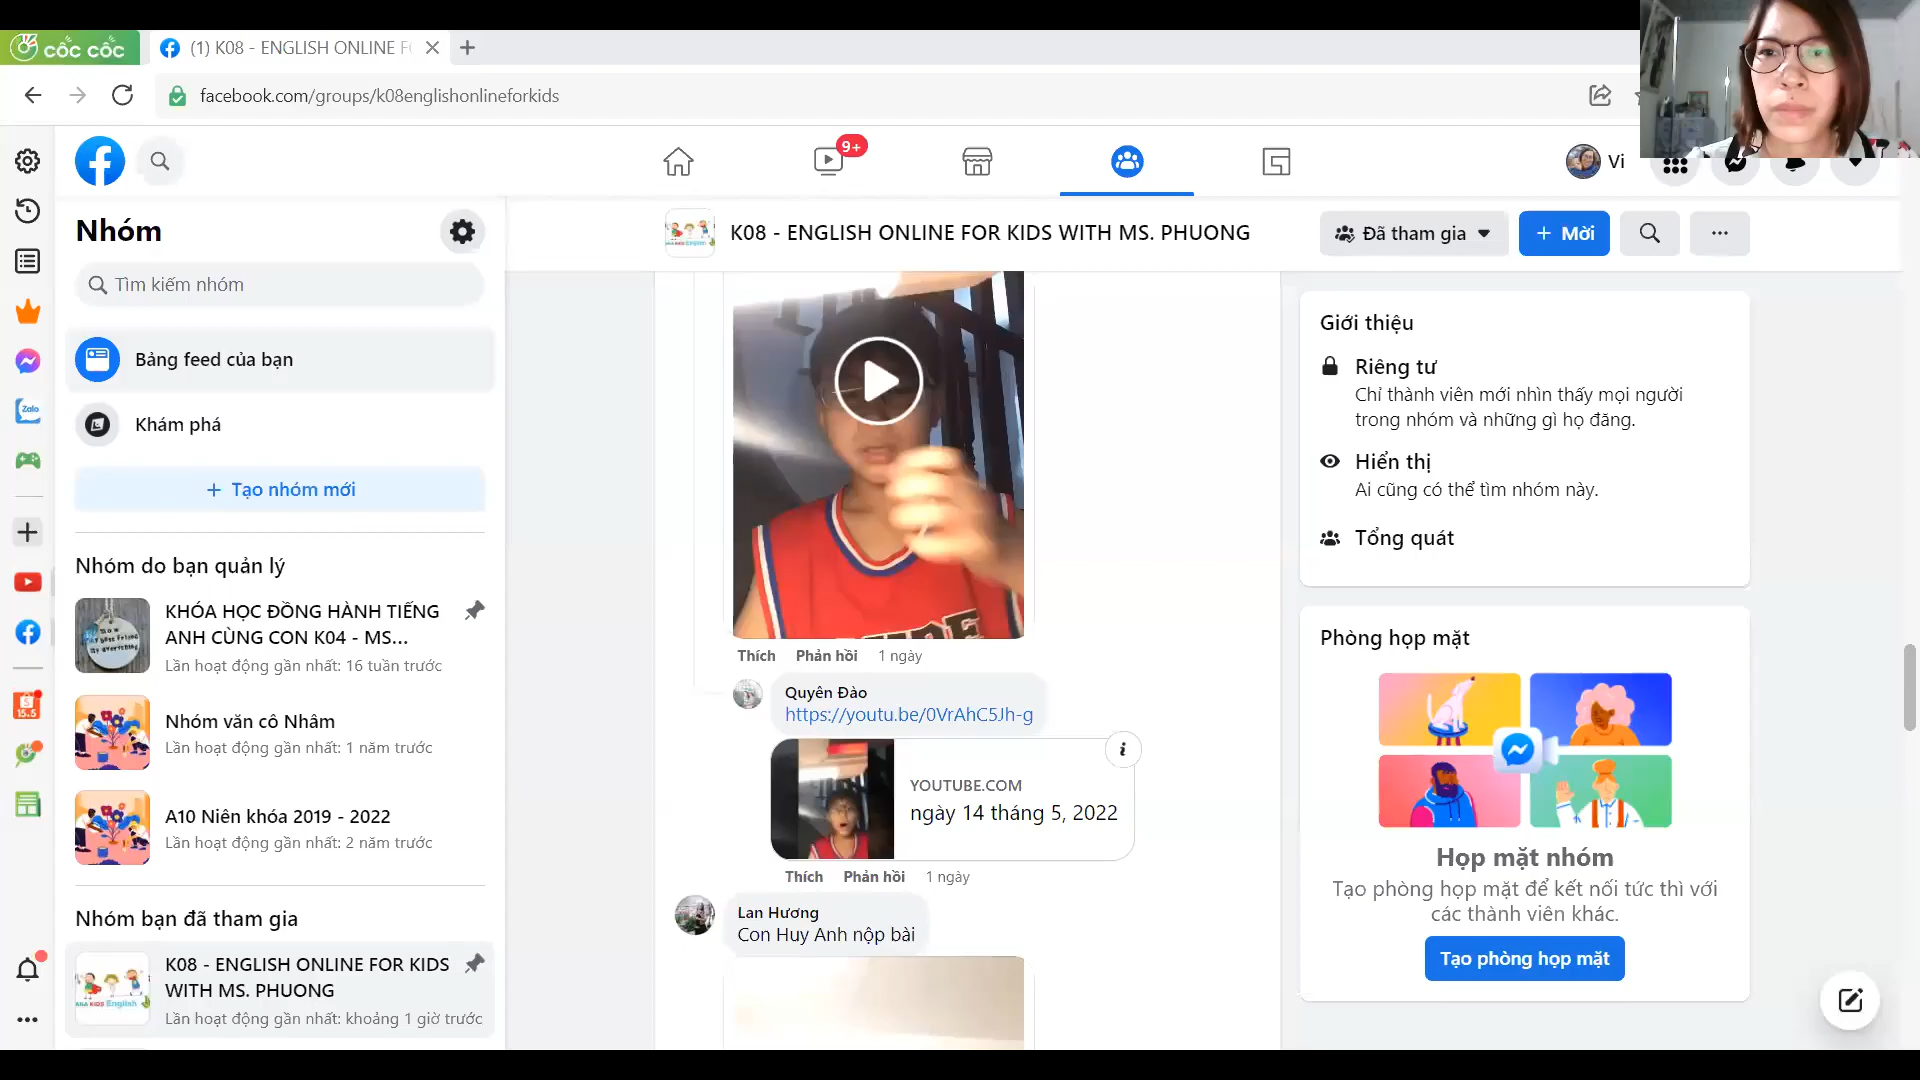 cốc cốc
(1) K08 - ENGLISH ONLINE F
facebook.com/groups/k08englishonlineforkids
9+
Vi
Nhóm
Tìm kiếm nhóm
Bảng feed của bạn
Khám phá
+ Tạo nhóm mới
Nhóm do bạn quản lý
KHÓA HỌC ĐỒNG HÀNH TIẾNG
ANH CÙNG CON K04 - MS...
Lần hoạt động gần nhất: 16 tuần trước
Nhóm văn cô Nhâm
Lần hoạt động gần nhất: 1 năm trước
A10 Niên khóa 2019 - 2022
Lần hoạt động gần nhất: 2 năm trước
Nhóm bạn đã tham gia
K08 - ENGLISH ONLINE FOR KIDS
WITH MS. PHUONG
Lần hoạt động gần nhất: khoảng 1 giờ trước
Zalo
15.5
K08 - ENGLISH ONLINE FOR KIDS WITH MS. PHUONG
Đã tham gia
+ Mời
Thích Phản hồi 1 ngày
Quyên Đào
https://youtu.be/0VrAhC5Jh-g
YOUTUBE.COM
ngày 14 tháng 5, 2022
Thích Phản hồi 1 ngày
Lan Hương
Con Huy Anh nộp bài
Giới thiệu
Riêng tư
Chỉ thành viên mới nhìn thấy mọi người
trong nhóm và những gì họ đăng.
Hiển thị
Ai cũng có thể tìm nhóm này.
Tổng quát
Phòng họp mặt
Họp mặt nhóm
Tạo phòng họp mặt để kết nối tức thì với
các thành viên khác.
Tạo phòng họp mặt